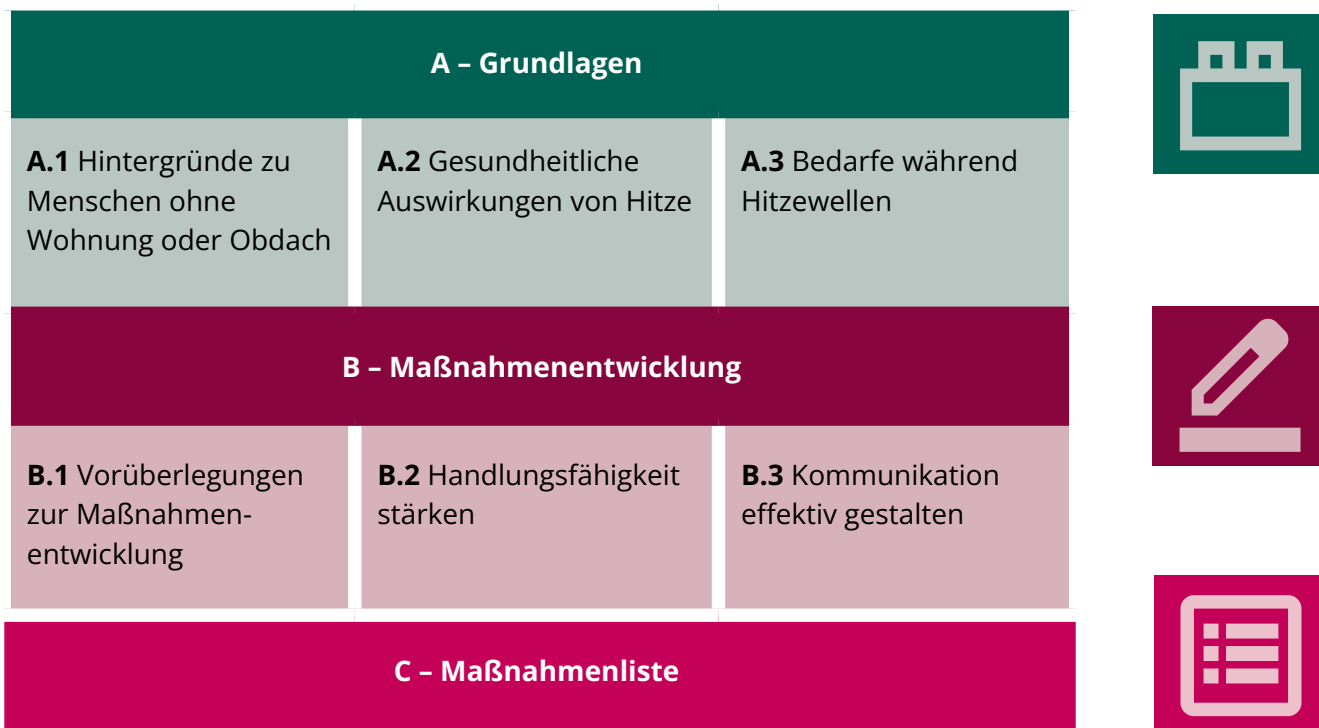 A – Grundlagen
A.1 Hintergründe zu
Menschen ohne
Wohnung oder Obdach
A.2 Gesundheitliche
Auswirkungen von Hitze
A.3 Bedarfe während
Hitzewellen
B – Maßnahmenentwicklung
B.1 Vorüberlegungen
zur Maßnahmen-
entwicklung
B.2 Handlungsfähigkeit
stärken
B.3 Kommunikation
effektiv gestalten
C – Maßnahmenliste